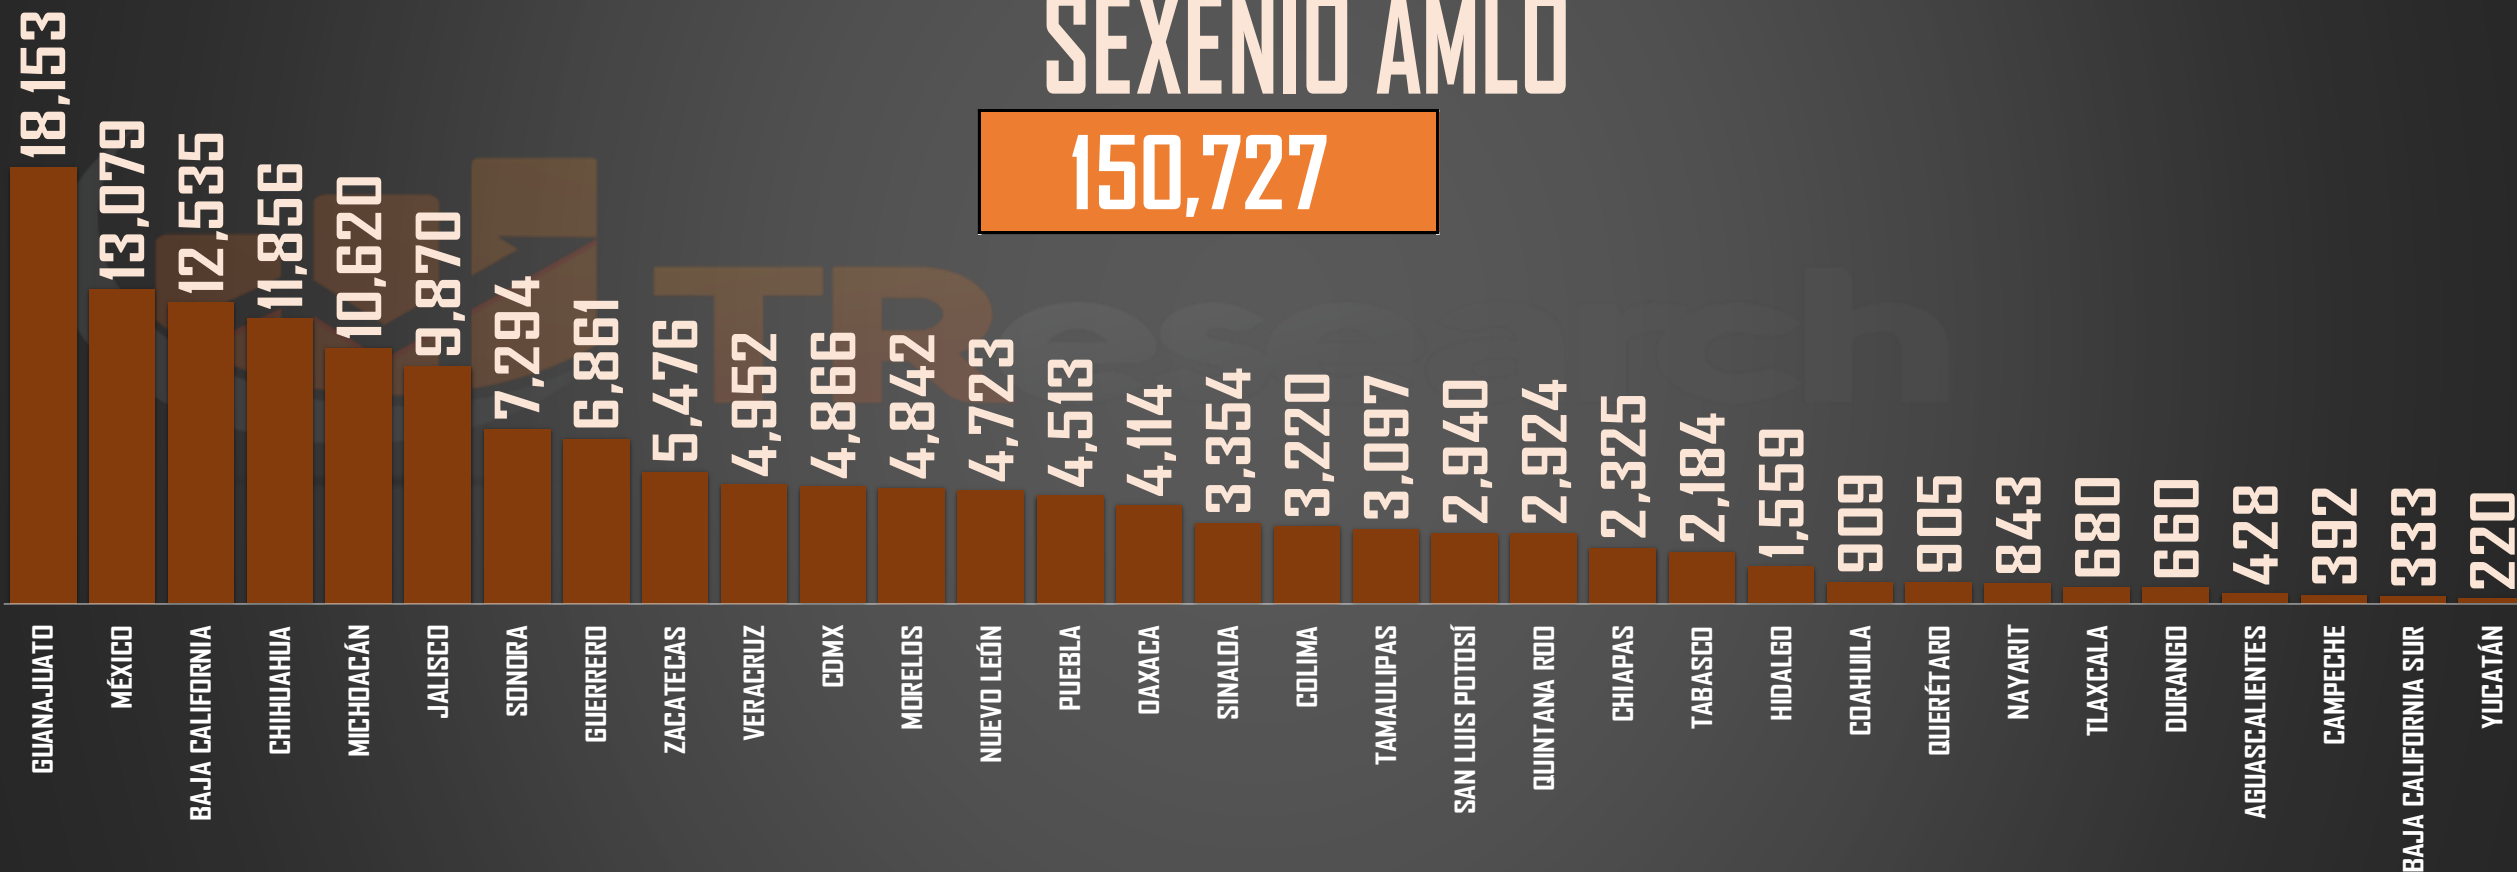 SEXENIO AMLO
150,727
18,153
13,079
12,535
11,856
10,620
9,870
7,294
6,861
5,476
4,952
4,866
4,842
4,723
4,513
4,114
3,354
3,220
3,097
2,940
2,924
2,325
2,184
1,559
909
905
843
680
660
428
392
333
220
TResearch
GUANAJUATO
MÉXICO
BAJA CALIFORNIA
CHIHUAHUA
MICHOACÁN
JALISCO
SONORA
GUERRERO
ZACATECAS
VERACRUZ
CDMX
MORELOS
NUEVO LEÓN
PUEBLA
OAXACA
SINALOA
COLIMA
TAMAULIPAS
SAN LUIS POTOSÍ
QUINTANA ROO
CHIAPAS
TABASCO
HIDALGO
COAHUILA
QUERÉTARO
NAYARIT
TLAXCALA
DURANGO
AGUASCALIENTES
CAMPECHE
BAJA CALIFORNIA SUR
YUCATÁN